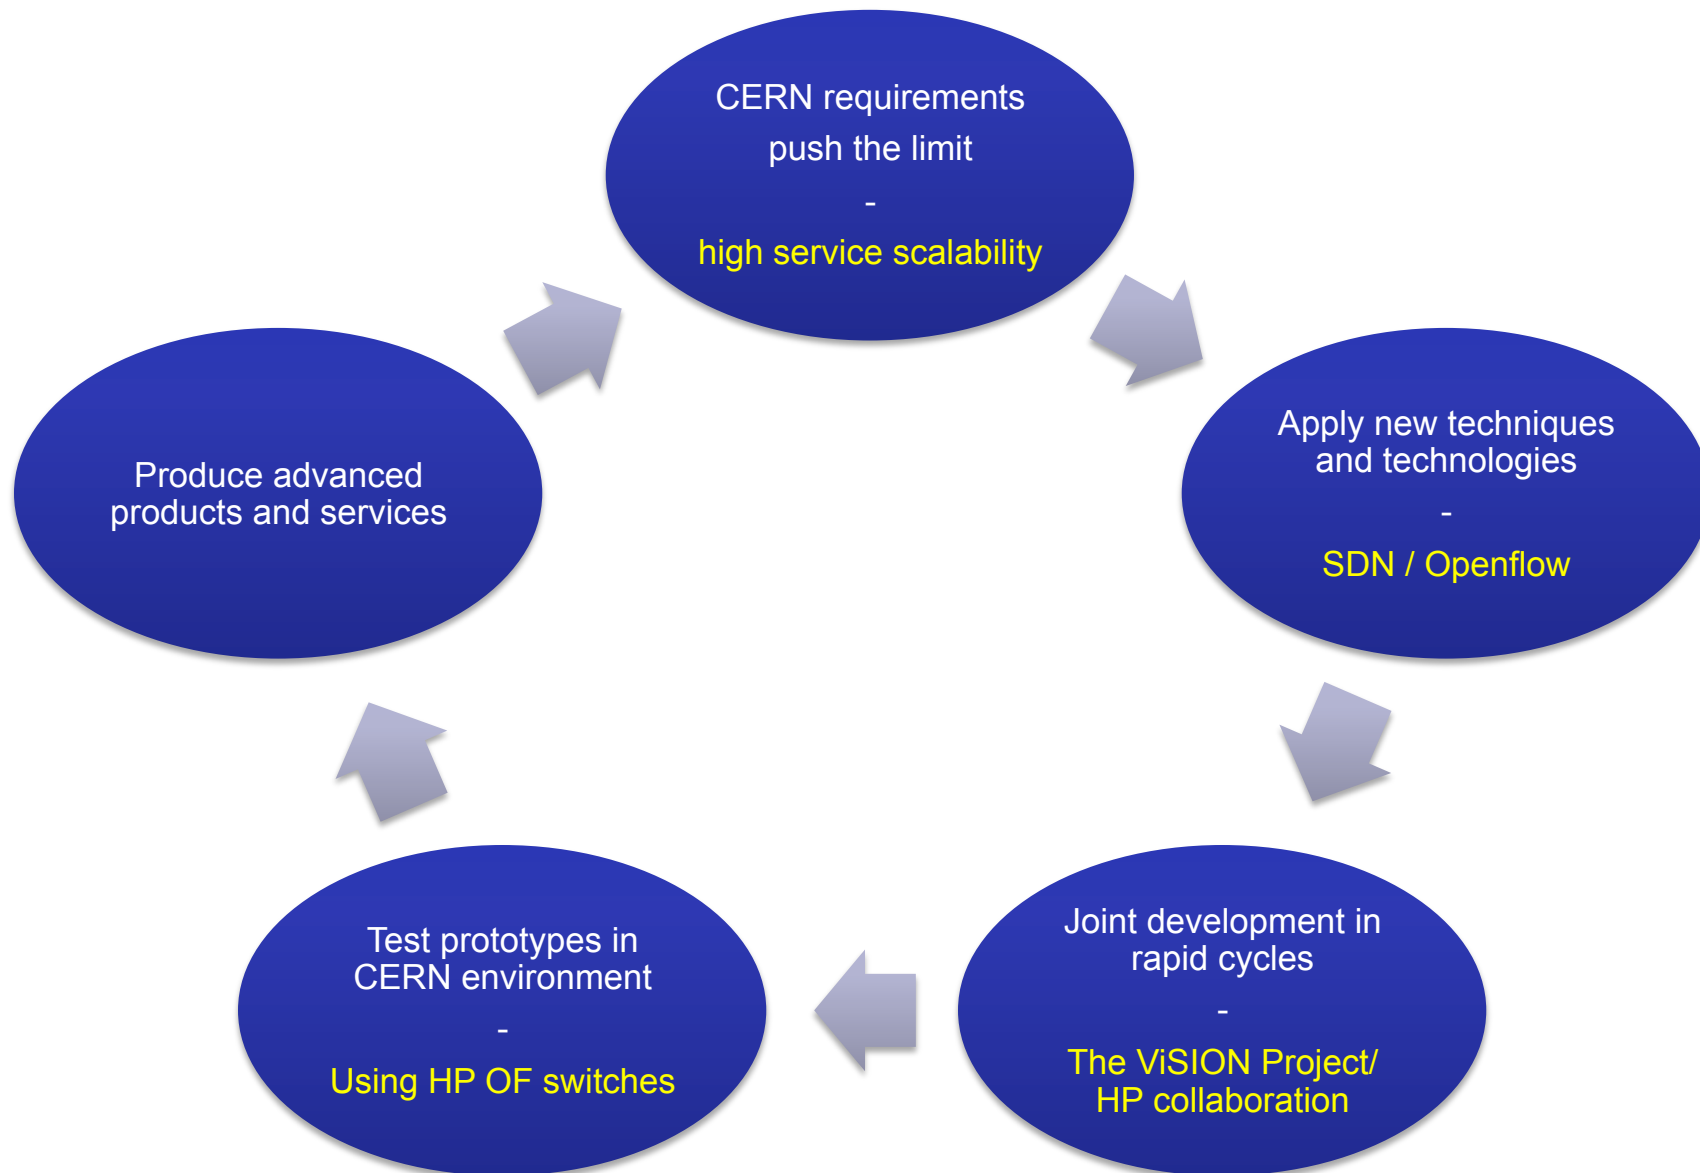 CERN requirements
push the limit
-
high service scalability
Apply new techniques
and technologies
-
SDN / Openflow
Joint development in
rapid cycles
-
The ViSION Project/
HP collaboration
Test prototypes in
CERN environment
-
Using HP OF switches
Produce advanced
products and services